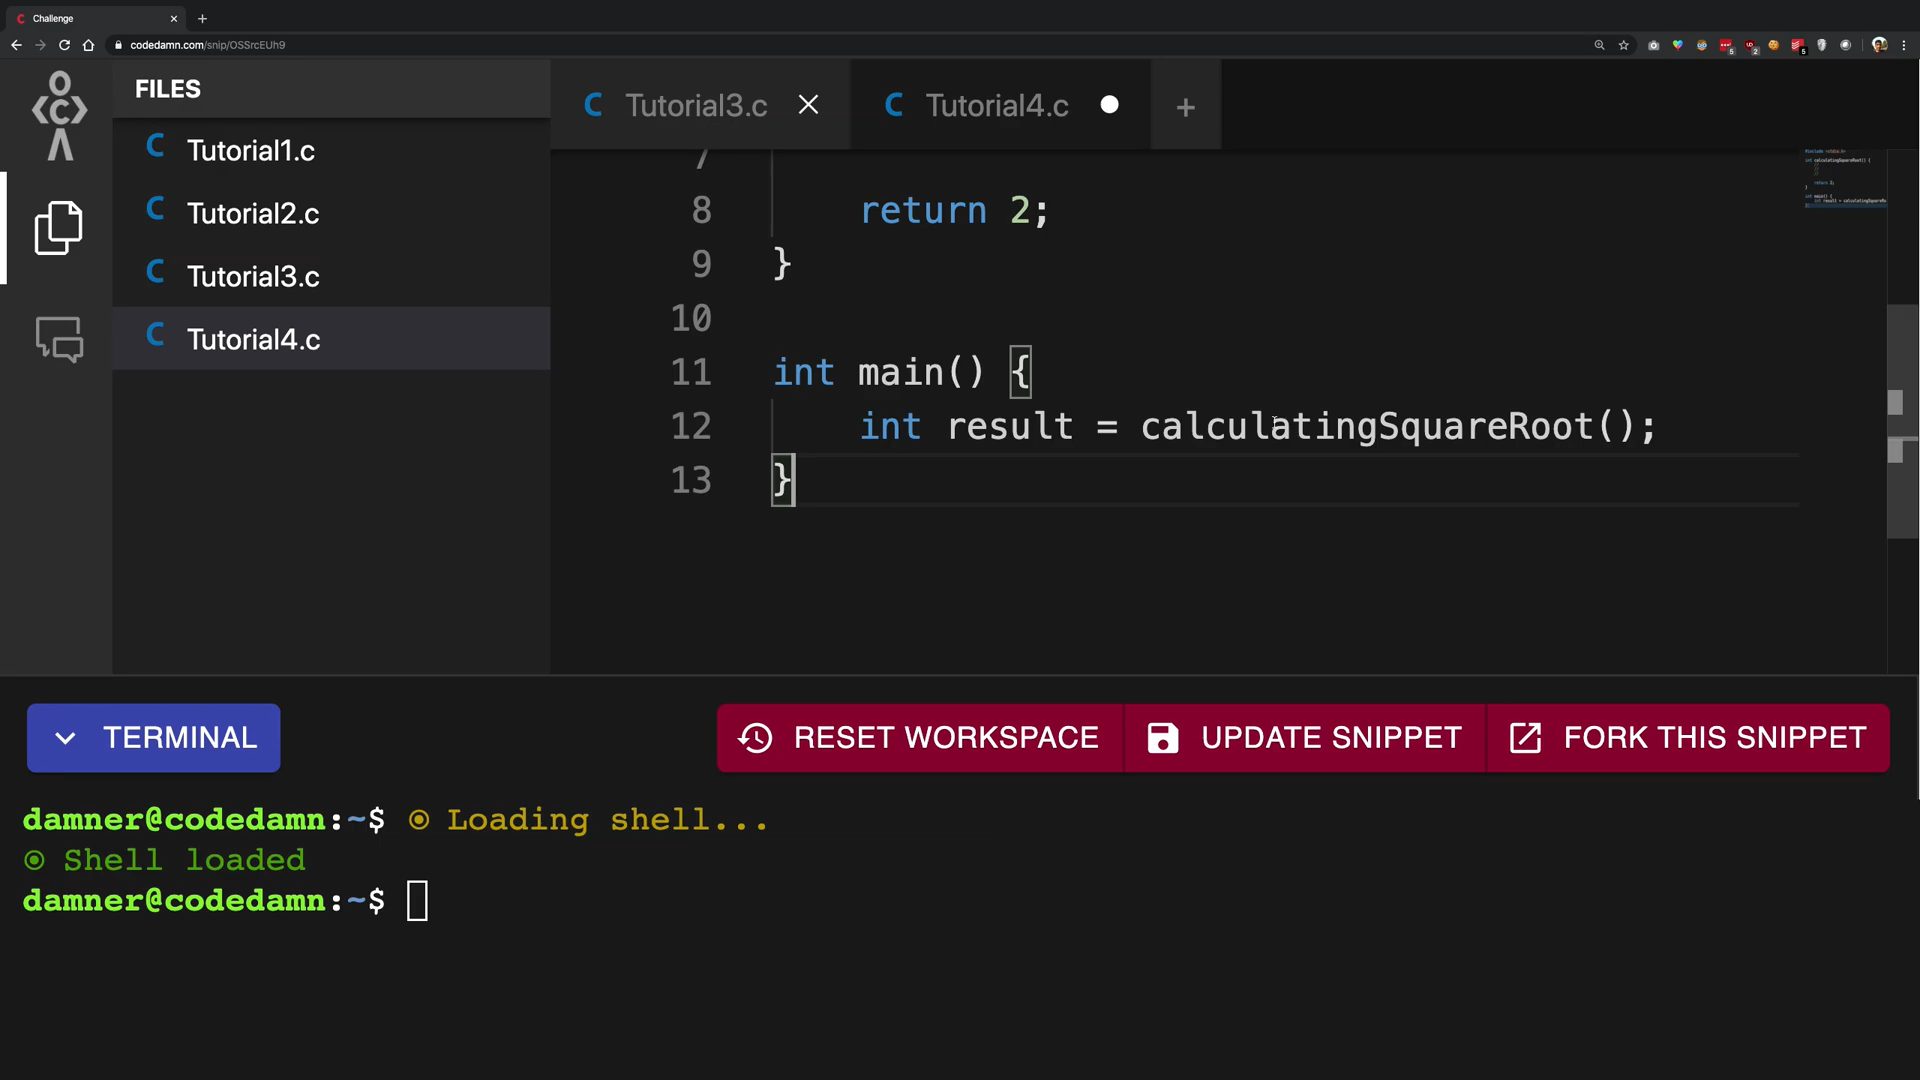 Challenge
codedamn.com/snip/OSSrcEUh9
FILES
Tutorial1.c
Tutorial2.c
Tutorial3.c
Tutorial4.c
Tutorial3.c
Tutorial4.c
7
8 return 2;
9 }
10
11 int main() {
12 int result = calculatingSquareRoot();
13 }
TERMINAL
RESET WORKSPACE
UPDATE SNIPPET
FORK THIS SNIPPET
damner@codedamn:~$ Loading shell...
Shell loaded
damner@codedamn:~$